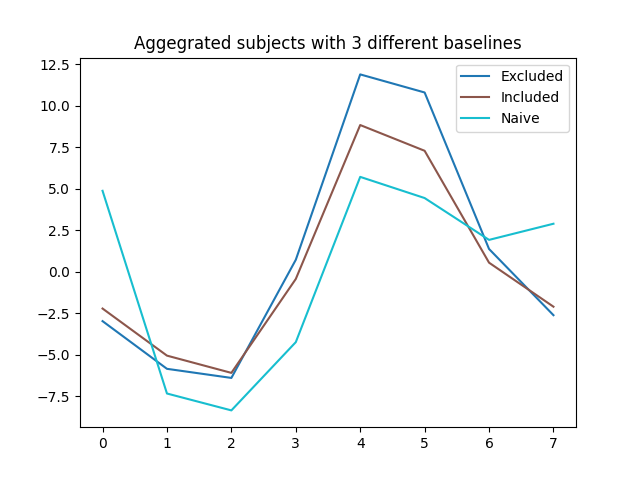 Aggegrated subjects with 3 different baselines
12.5
10.0
7.5
5.0
2.5
0.0
−2.5
−5.0
−7.5
Excluded
Included
Naive
0 1 2 3 4 5 6 7